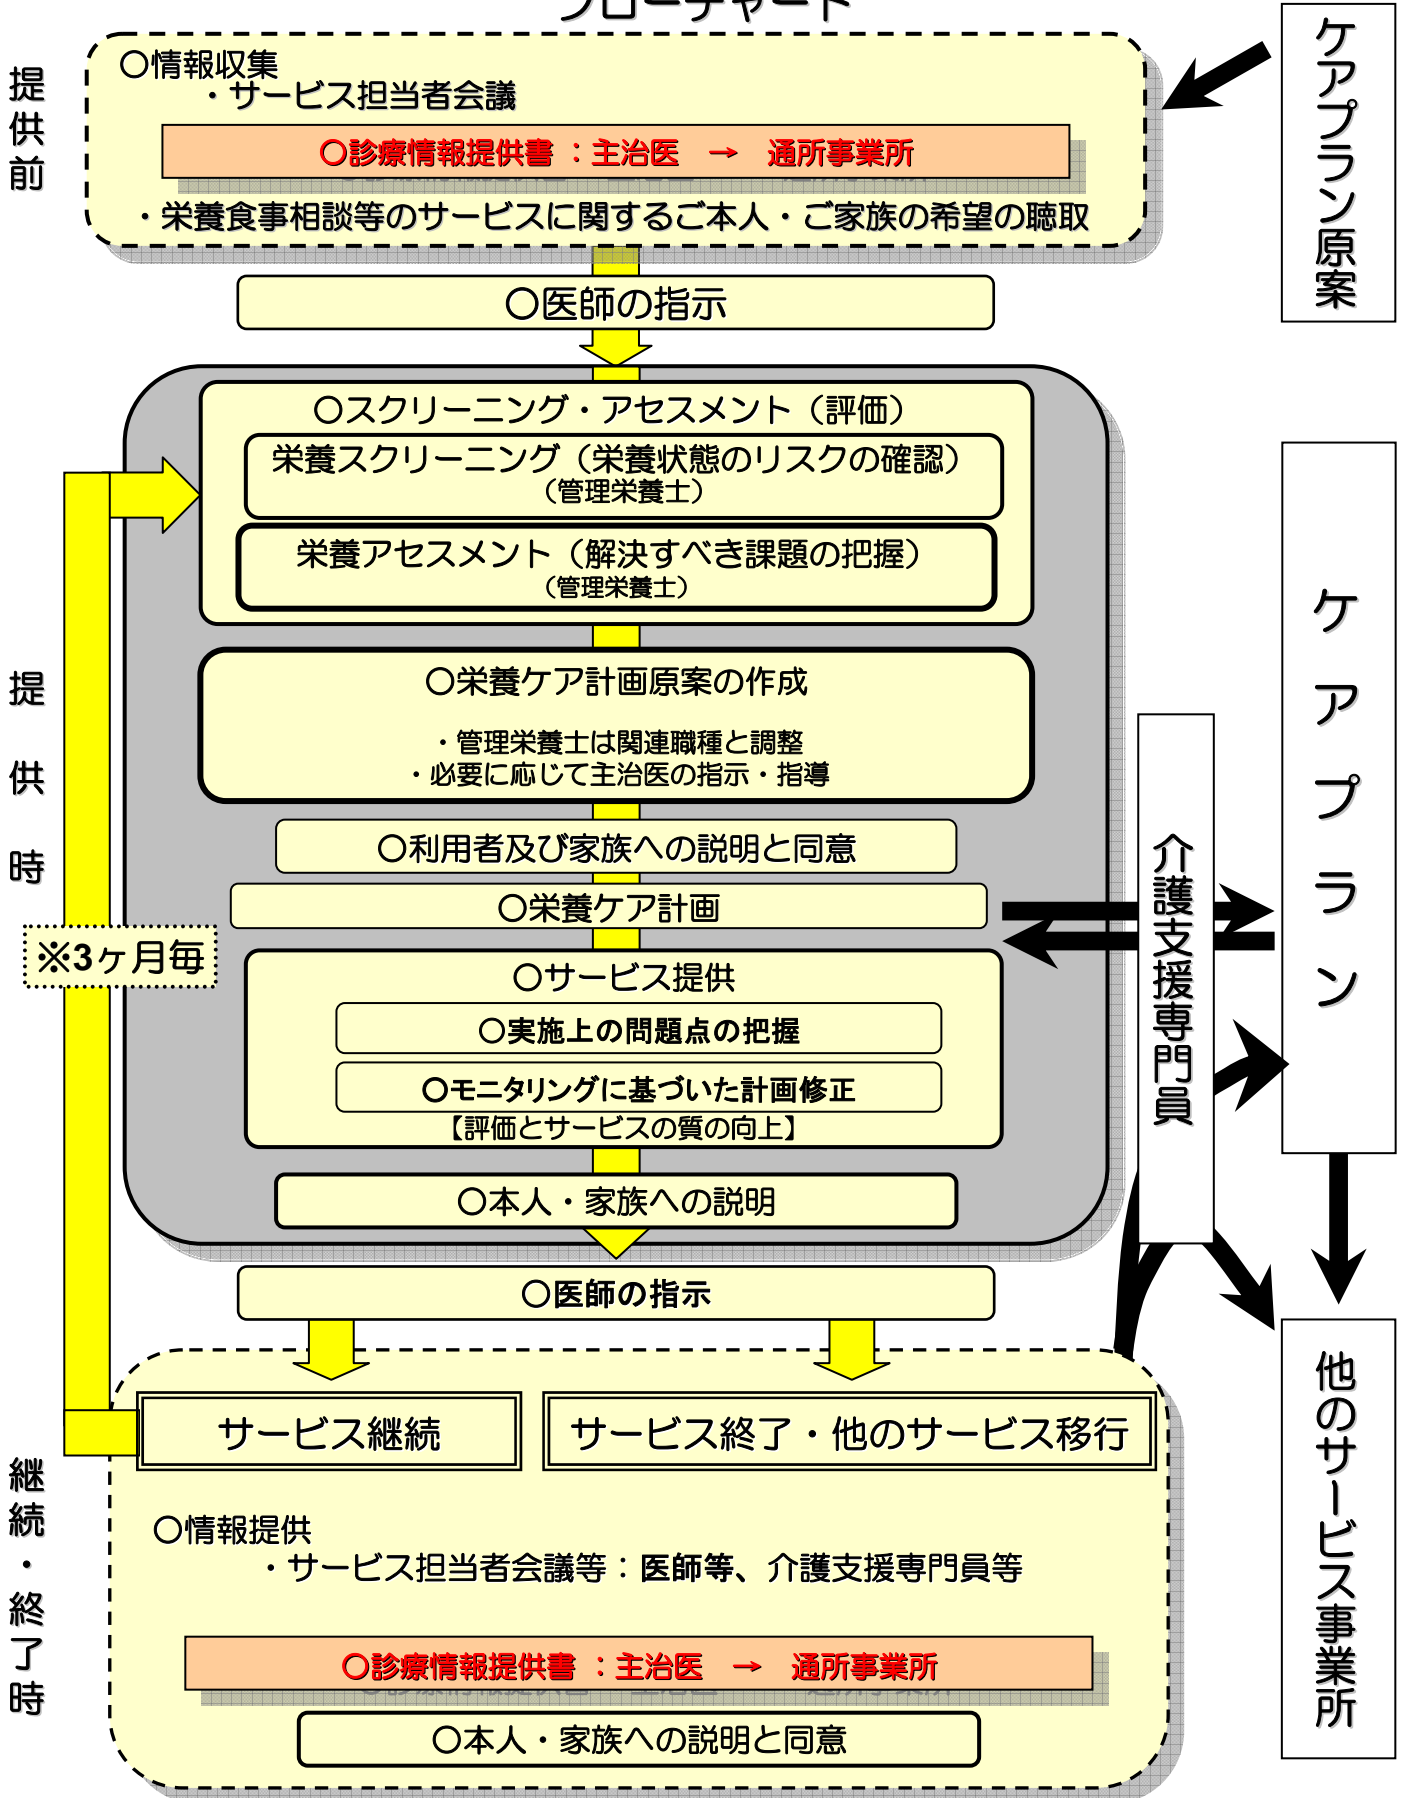 フローチャート
提供前
〇情報収集
・サービス担当者会議
〇診療情報提供書 ：主治医　→　通所事業所
・栄養食事相談等のサービスに関するご本人・ご家族の希望の聴取
ケアプラン原案
〇医師の指示
提供時
〇スクリーニング・アセスメント（評価）
栄養スクリーニング（栄養状態のリスクの確認）
（管理栄養士）
栄養アセスメント（解決すべき課題の把握）
（管理栄養士）
〇栄養ケア計画原案の作成
・管理栄養士は関連職種と調整
・必要に応じて主治医の指示・指導
〇利用者及び家族への説明と同意
〇栄養ケア計画
※3ヶ月毎
〇サービス提供
〇実施上の問題点の把握
〇モニタリングに基づいた計画修正
【評価とサービスの質の向上】
〇本人・家族への説明
介護支援専門員
ケアプラン
〇医師の指示
継続・終了時
サービス継続
サービス終了・他のサービス移行
〇情報提供
・サービス担当者会議等：医師等、介護支援専門員等
〇診療情報提供書 ：主治医　→　通所事業所
〇本人・家族への説明と同意
他のサービス事業所